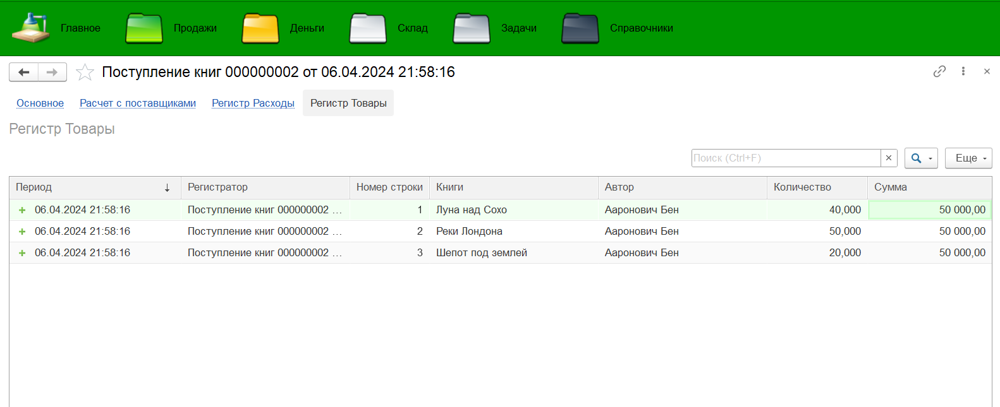 Главное Продажи Деньги Склад Задачи Справочники
Поступление книг 000000002 от 06.04.2024 21:58:16
Основное Расчет с поставщиками Регистр Расходы Регистр Товары
Регистр Товары
Поиск (Ctrl+F) × Еще
Период ↓ Регистратор Номер строки Книги Автор Количество Сумма
06.04.2024 21:58:16 Поступление книг 000000002 ... 1 Луна над Сохо Ааронович Бен 40,000 50 000,00
06.04.2024 21:58:16 Поступление книг 000000002 ... 2 Реки Лондона Ааронович Бен 50,000 50 000,00
06.04.2024 21:58:16 Поступление книг 000000002 ... 3 Шепот под землей Ааронович Бен 20,000 50 000,00